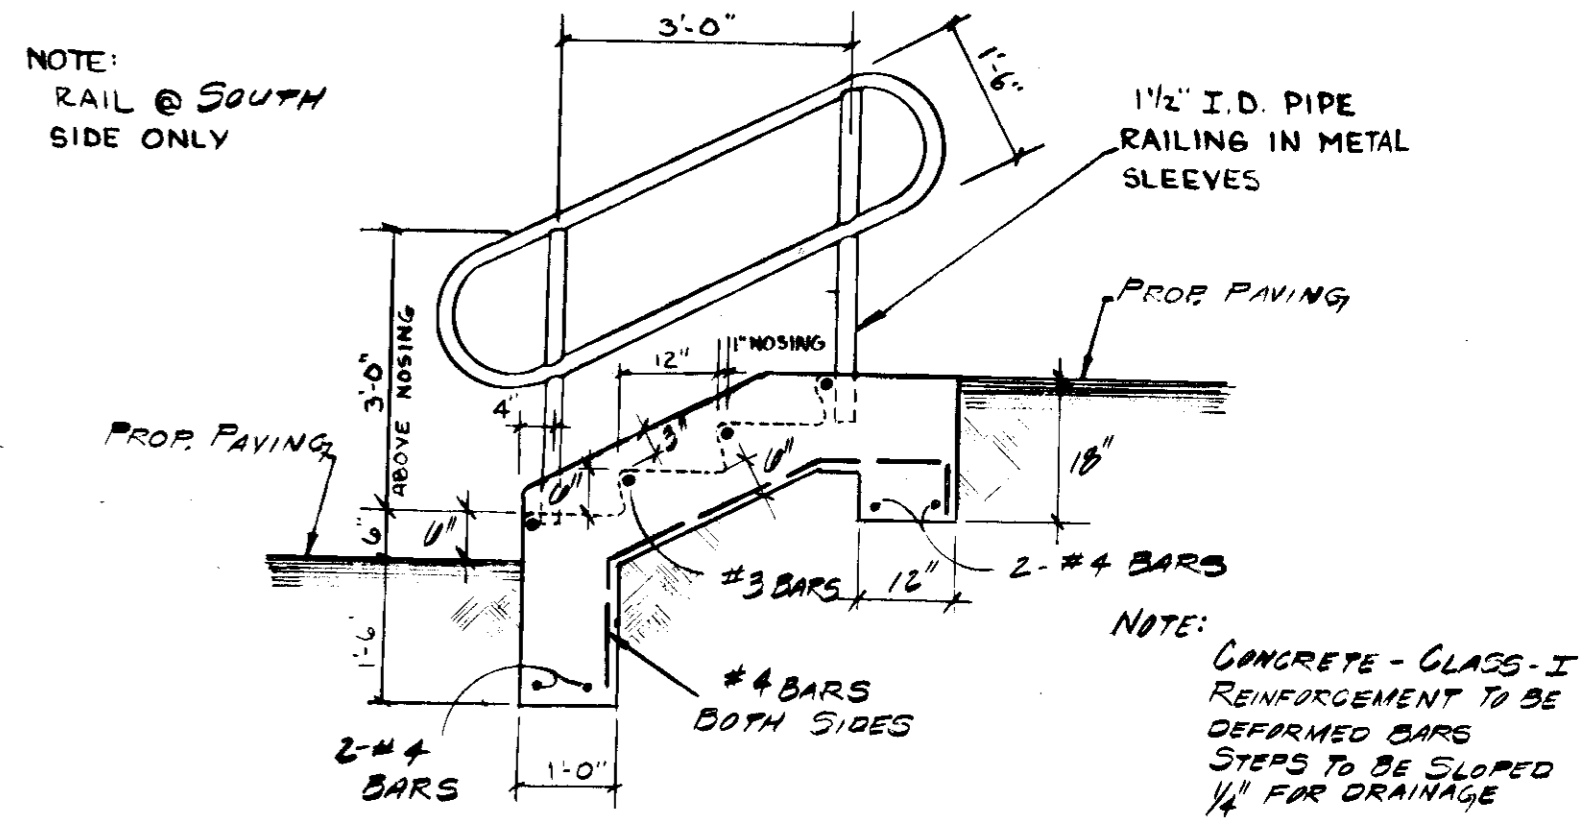 NOTE:
RAIL @ SOUTH
SIDE ONLY
3'-0"
1'-6"
1 1/2" I.D. PIPE
RAILING IN METAL
SLEEVES
PROP. PAVING
3'-0"
ABOVE NOSING
12"
1" NOSING
4"
3"
6"
6"
18"
PROP. PAVING
6"
6"
1'-6"
#3 BARS
12"
2-#4 BARS
#4 BARS
BOTH SIDES
2-#4
BARS
1'-0"
NOTE:
CONCRETE - CLASS - I
REINFORCEMENT TO BE
DEFORMED BARS
STEPS TO BE SLOPED
1/4" FOR DRAINAGE